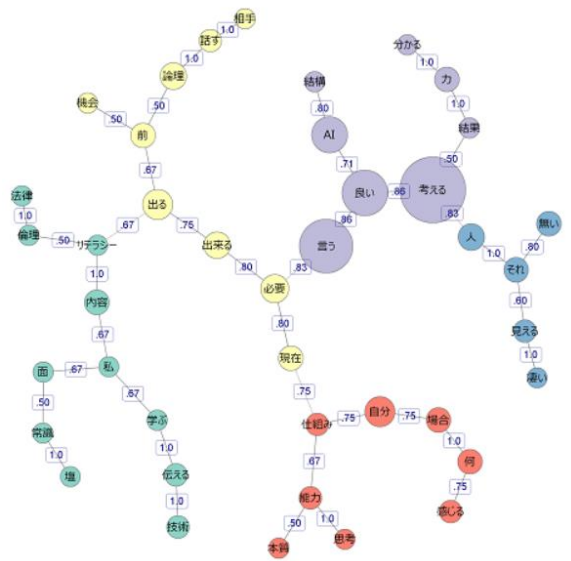 相手
1.0
話す
1.0
論理
.50
機会
.50
前
.67
出る
.67
.75
出来る
.80
必要
.83
言う
.86
良い
.86
考える
.71
AI
.80
結構
分かる
1.0
力
1.0
結果
.50
.83
人
1.0
それ
.80
無い
.60
見える
1.0
凄い
法律
1.0
倫理
.50
リテラシー
1.0
内容
.67
私
.67
面
.50
常識
1.0
塩
.67
学ぶ
1.0
伝える
1.0
技術
.80
現在
.75
仕組み
.75
自分
.75
場合
1.0
何
.75
感じる
.67
能力
.50
本質
1.0
思考